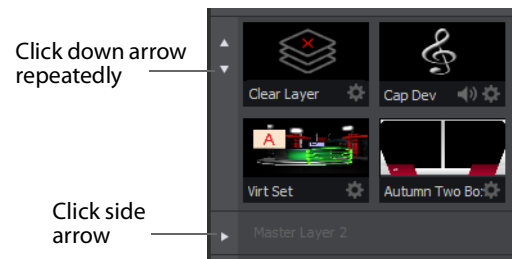 Click down arrow
repeatedly
Clear Layer
Cap Dev
A
Virt Set
Autumn Two Bo:
Click side
arrow
Master Layer 2